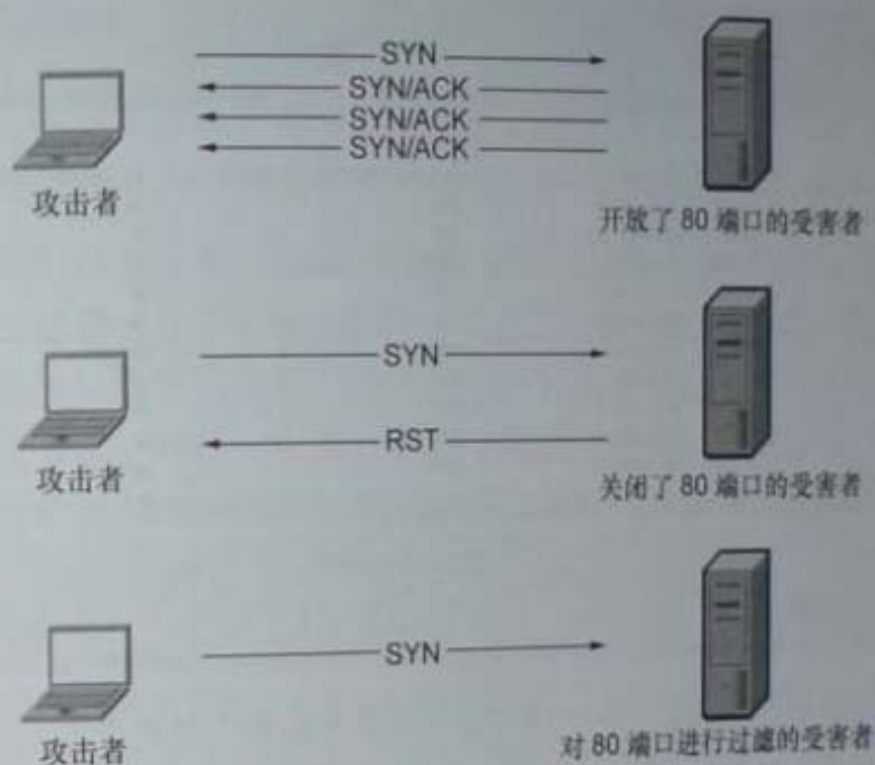 SYN
SYN/ACK
SYN/ACK
SYN/ACK
攻击者
开放了 80 端口的受害者
SYN
RST
攻击者
关闭了 80 端口的受害者
SYN
攻击者
对 80 端口进行过滤的受害者